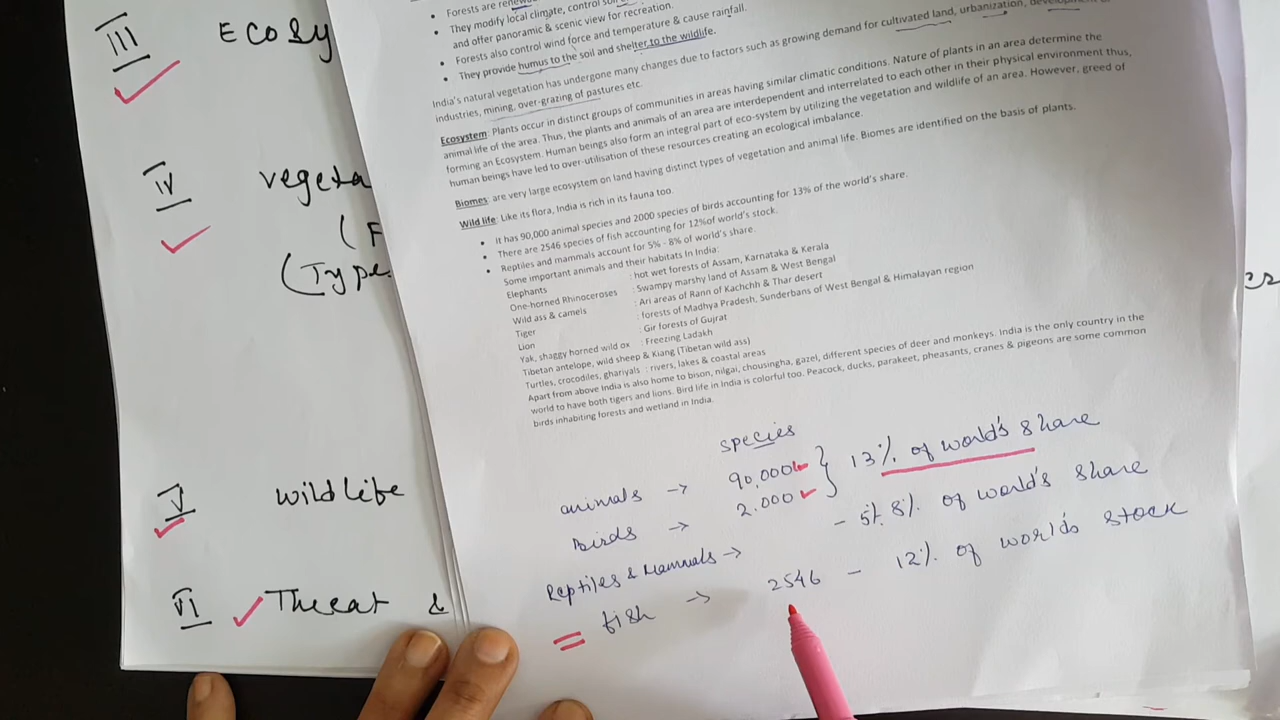 III ECOSy
IV vegeta
(F
(Type
V wildlife
VI Threat &
• Forests are renew
• They modify local climate, control soil
and offer panoramic & scenic view for recreation.
• Forests also control wind force and temperature & cause rainfall.
• They provide humus to the soil and shelter to the wildlife.
India's natural vegetation has undergone many changes due to factors such as growing demand for cultivated land, urbanization, development
industries, mining, over-grazing of pastures etc.
Ecosystem: Plants occur in distinct groups of communities in areas having similar climatic conditions. Nature of plants in an area determine the
animal life of the area. Thus, the plants and animals of an area are interdependent and interrelated to each other in their physical environment thus,
forming an Ecosystem. Human beings also form an integral part of eco-system by utilizing the vegetation and wildlife of an area. However, greed of
human beings have led to over-utilisation of these resources creating an ecological imbalance.
Biomes: are very large ecosystem on land having distinct types of vegetation and animal life. Biomes are identified on the basis of plants.
Wild life: Like its flora, India is rich in its fauna too.
• It has 90,000 animal species and 2000 species of birds accounting for 13% of the world's share.
• There are 2546 species of fish accounting for 12%of world's stock.
• Reptiles and mammals account for 5% - 8% of world's share.
Some important animals and their habitats In India:
Elephants : hot wet forests of Assam, Karnataka & Kerala
One-horned Rhinoceroses : Swampy marshy land of Assam & West Bengal
Wild ass & camels : Ari areas of Rann of Kachchh & Thar desert
Tiger : forests of Madhya Pradesh, Sunderbans of West Bengal & Himalayan region
Lion : Gir forests of Gujrat
Yak, shaggy horned wild ox : Freezing Ladakh
Tibetan antelope, wild sheep & Kiang (Tibetan wild ass)
Turtles, crocodiles, ghariyals : rivers, lakes & coastal areas
Apart from above India is also home to bison, nilgai, chousingha, gazel, different species of deer and monkeys. India is the only country in the
world to have both tigers and lions. Bird life in India is colorful too. Peacock, ducks, parakeet, pheasants, cranes & pigeons are some common
birds inhabiting forests and wetland in India.
species
animals → 90,000 } 13% of world's share
Birds → 2.000
Reptiles & Mammals → - 5%. 8% of world's share
fish → 2546 - 12% of world's stock